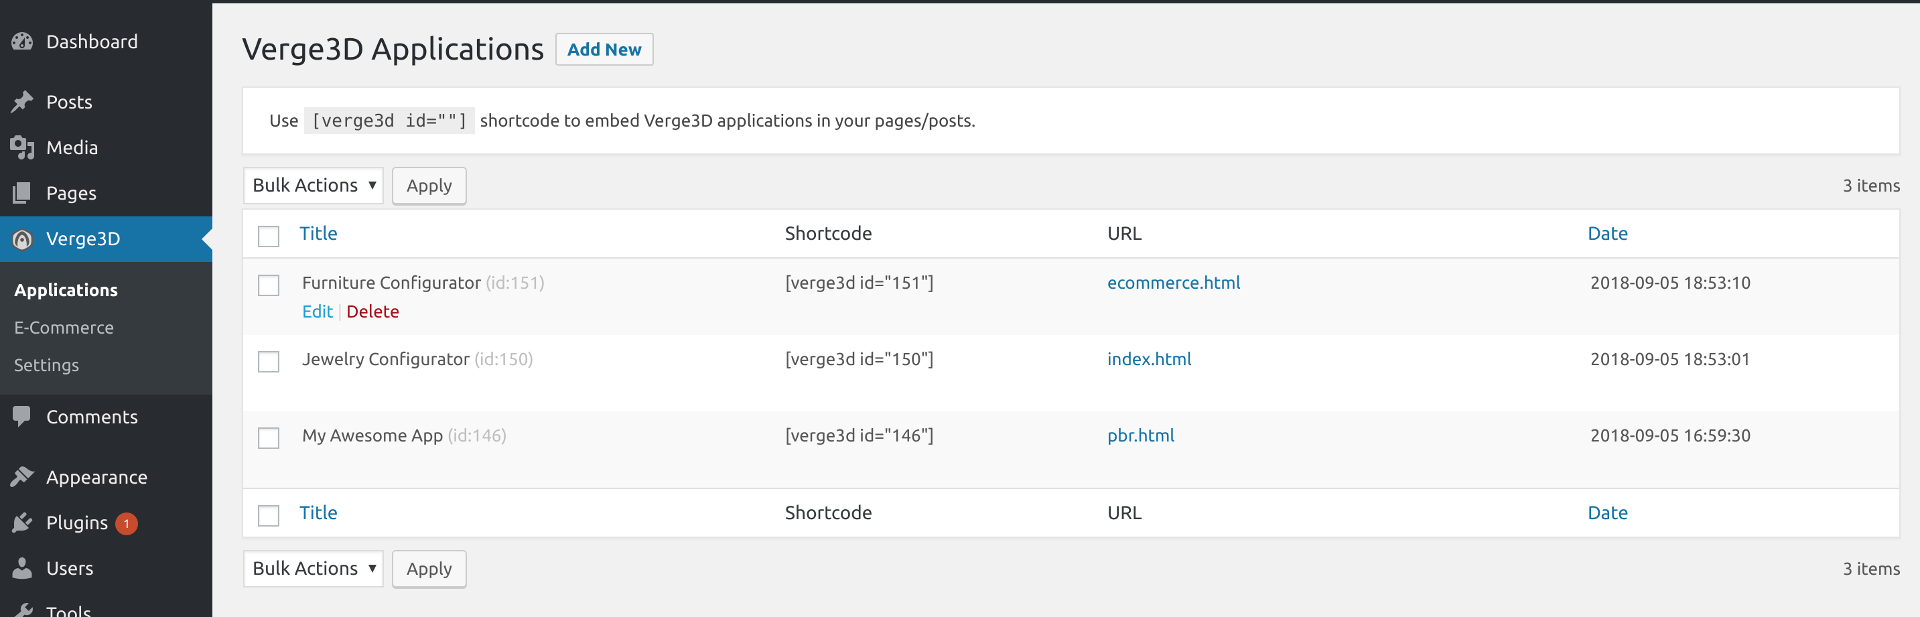 Dashboard
Posts
Media
Pages
Verge3D
Applications
E-Commerce
Settings
Comments
Appearance
Plugins 1
Users
Tools
Verge3D Applications Add New
Use [verge3d id=""] shortcode to embed Verge3D applications in your pages/posts.
Bulk Actions Apply 3 items
Title Shortcode URL Date
Furniture Configurator (id:151) [verge3d id="151"] ecommerce.html 2018-09-05 18:53:10
Edit | Delete
Jewelry Configurator (id:150) [verge3d id="150"] index.html 2018-09-05 18:53:01
My Awesome App (id:146) [verge3d id="146"] pbr.html 2018-09-05 16:59:30
Title Shortcode URL Date
Bulk Actions Apply 3 items